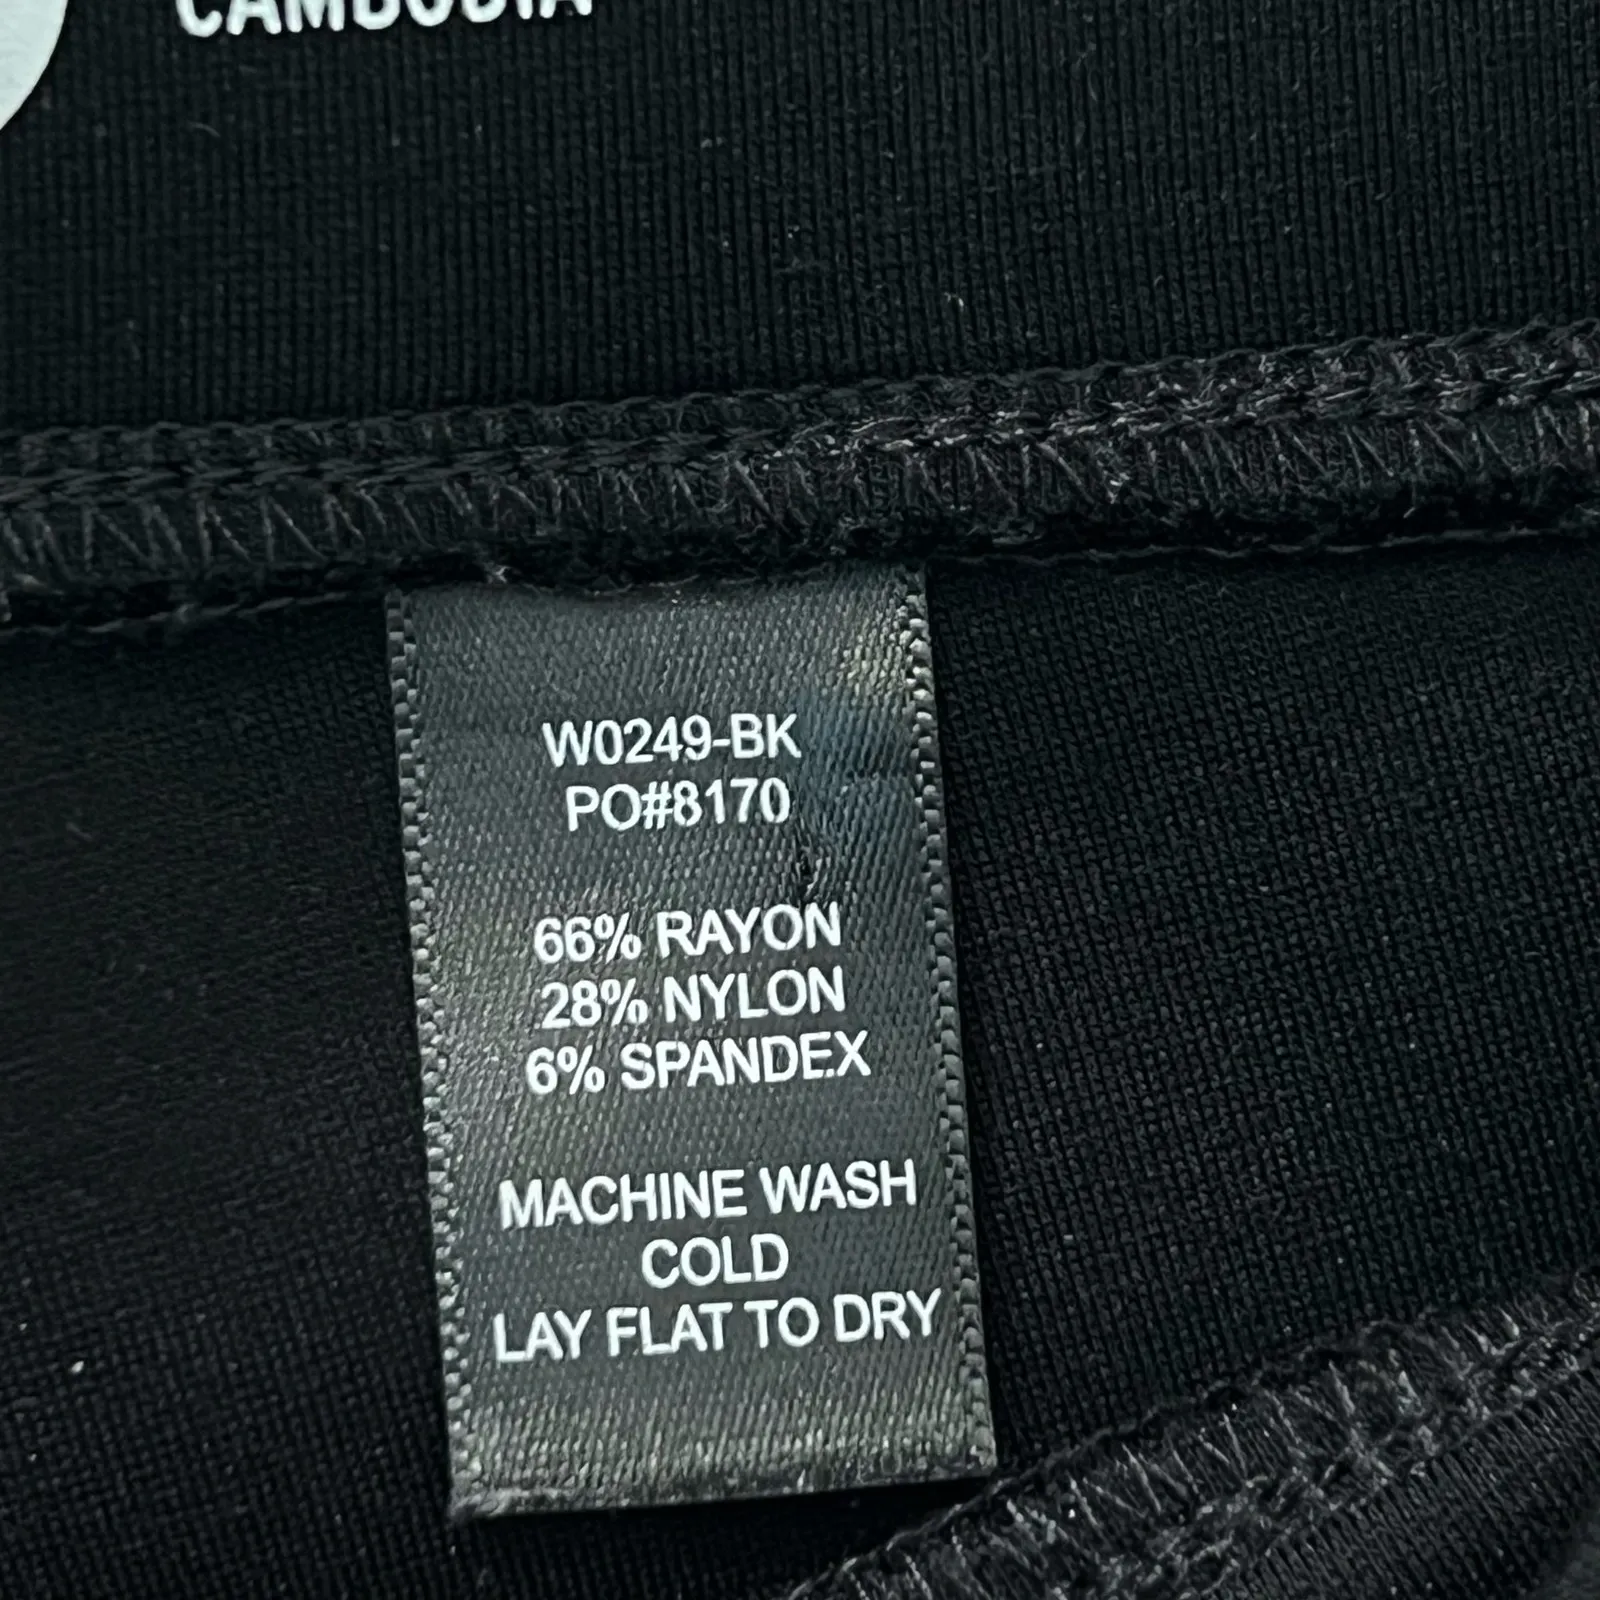 CAMBODIA
W0249-BK
PO#8170
66% RAYON
28% NYLON
6% SPANDEX
MACHINE WASH
COLD
LAY FLAT TO DRY